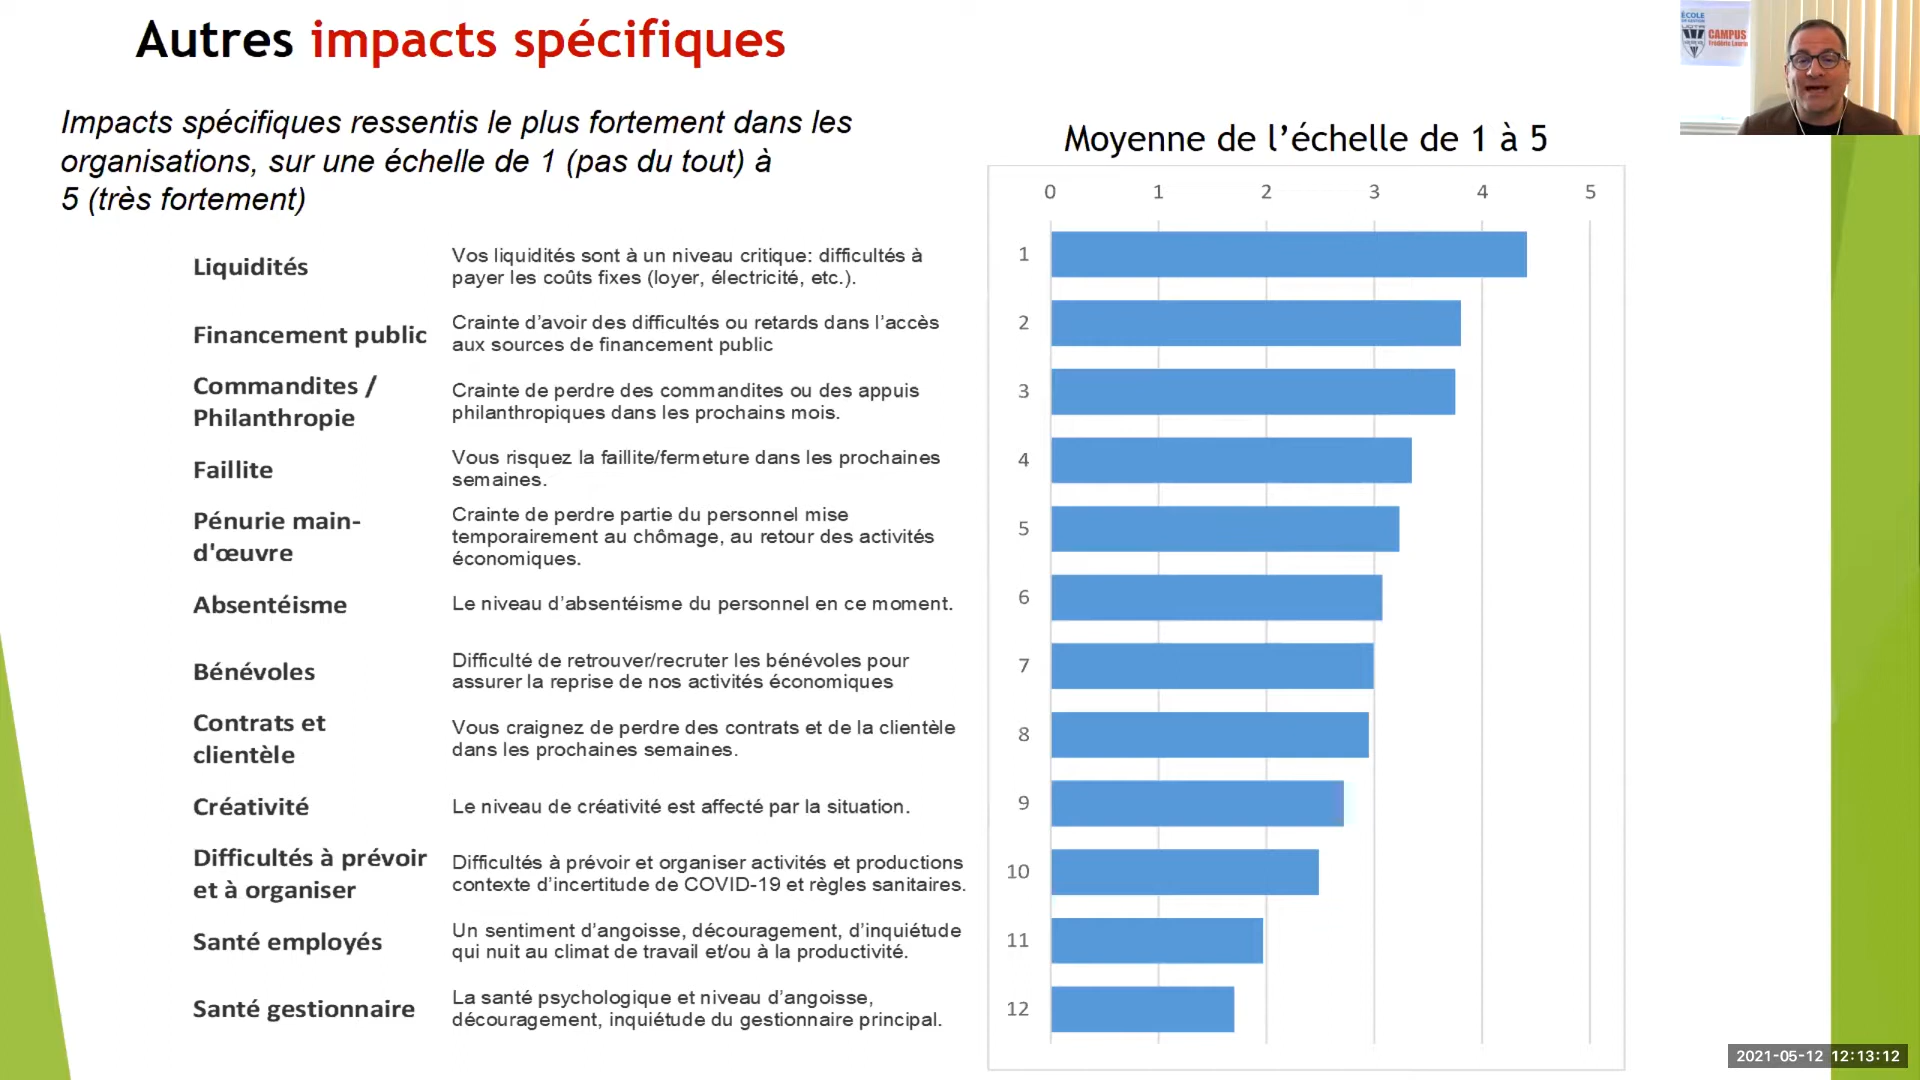 Autres impacts spécifiques
Impacts spécifiques ressentis le plus fortement dans les
organisations, sur une échelle de 1 (pas du tout) à
5 (très fortement)
Liquidités
Vos liquidités sont à un niveau critique: difficultés à
payer les coûts fixes (loyer, électricité, etc.).
Financement public
Crainte d’avoir des difficultés ou retards dans l’accès
aux sources de financement public
Commandites /
Philanthropie
Crainte de perdre des commandites ou des appuis
philanthropiques dans les prochains mois.
Faillite
Vous risquez la faillite/fermeture dans les prochaines
semaines.
Pénurie main-
d'œuvre
Crainte de perdre partie du personnel mise
temporairement au chômage, au retour des activités
économiques.
Absentéisme
Le niveau d’absentéisme du personnel en ce moment.
Bénévoles
Difficulté de retrouver/recruter les bénévoles pour
assurer la reprise de nos activités économiques
Contrats et
clientèle
Vous craignez de perdre des contrats et de la clientèle
dans les prochaines semaines.
Créativité
Le niveau de créativité est affecté par la situation.
Difficultés à prévoir
et à organiser
Difficultés à prévoir et organiser activités et productions
contexte d’incertitude de COVID-19 et règles sanitaires.
Santé employés
Un sentiment d’angoisse, découragement, d’inquiétude
qui nuit au climat de travail et/ou à la productivité.
Santé gestionnaire
La santé psychologique et niveau d’angoisse,
découragement, inquiétude du gestionnaire principal.
Moyenne de l’échelle de 1 à 5
0 1 2 3 4 5
1
2
3
4
5
6
7
8
9
10
11
12
ÉCOLE
CAMPUS
2021-05-12 12:13:12